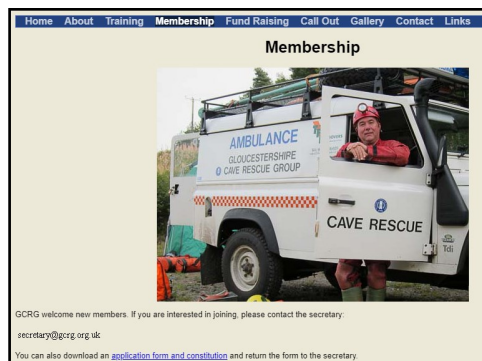 Home About Training Membership Fund Raising Call Out Gallery Contact Links
Membership
AMBULANCE
GLOUCESTERSHIPE
CAVE RESCUE GROUP
CAVE RESCUE
Tdi
GCRG welcome new members. If you are interested in joining, please contact the secretary:
secretary@gcrg.org.uk
You can also download an application form and constitution and return the form to the secretary.